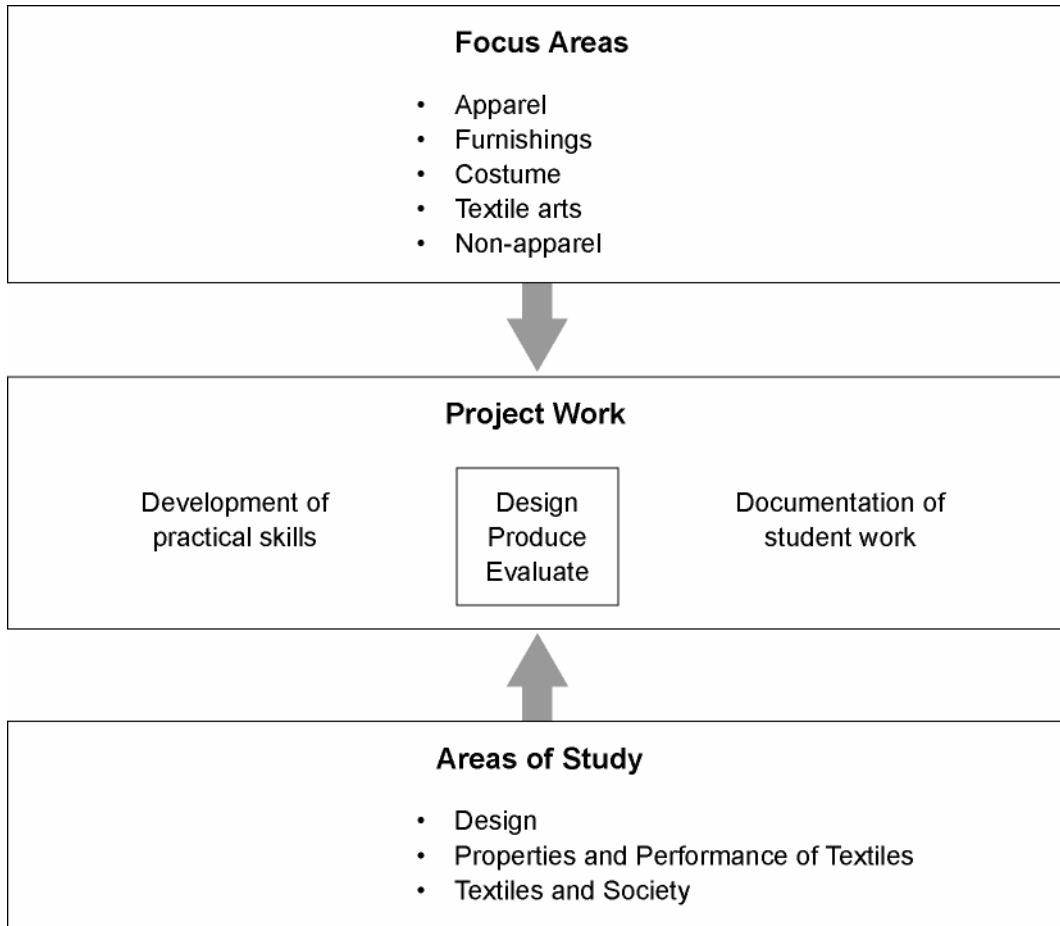 Focus Areas
• Apparel
• Furnishings
• Costume
• Textile arts
• Non-apparel
Project Work
Development of
practical skills
Design
Produce
Evaluate
Documentation of
student work
Areas of Study
• Design
• Properties and Performance of Textiles
• Textiles and Society